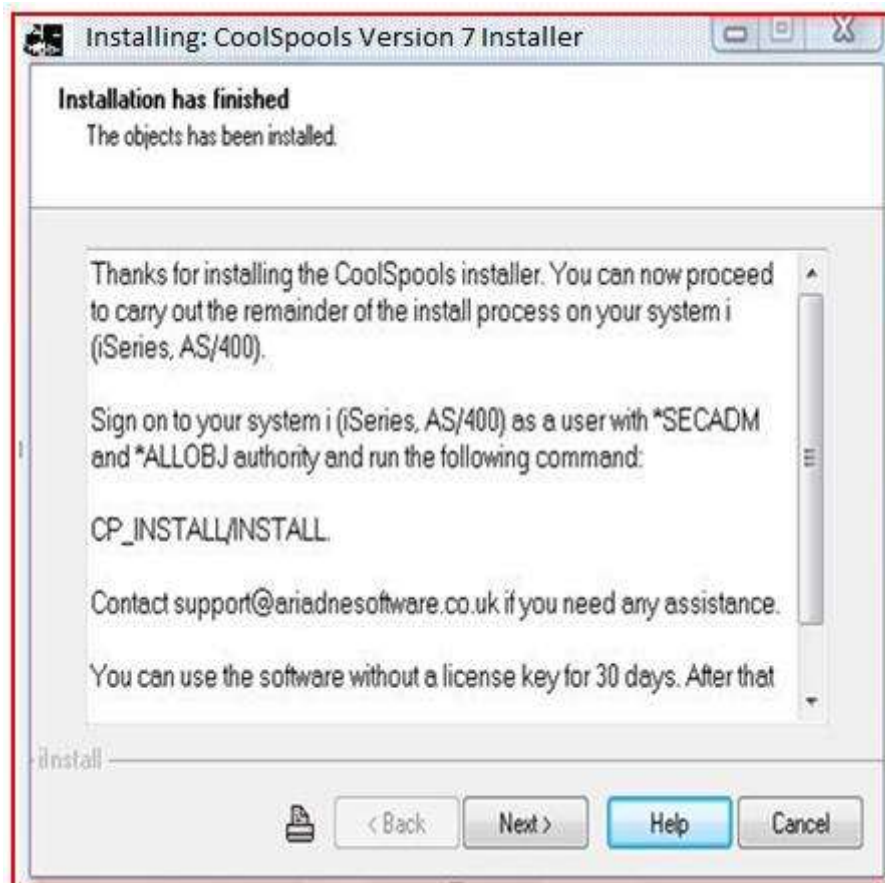 Installing: CoolSpools Version 7 Installer
Installation has finished
The objects has been installed.
Thanks for installing the CoolSpools installer. You can now proceed
to carry out the remainder of the install process on your system i
(iSeries, AS/400).
Sign on to your system i (iSeries, AS/400) as a user with *SECADM
and *ALLOBJ authority and run the following command:
CP_INSTALL/INSTALL.
Contact support@ariadnesoftware.co.uk if you need any assistance.
You can use the software without a license key for 30 days. After that
iInstall
< Back
Next >
Help
Cancel